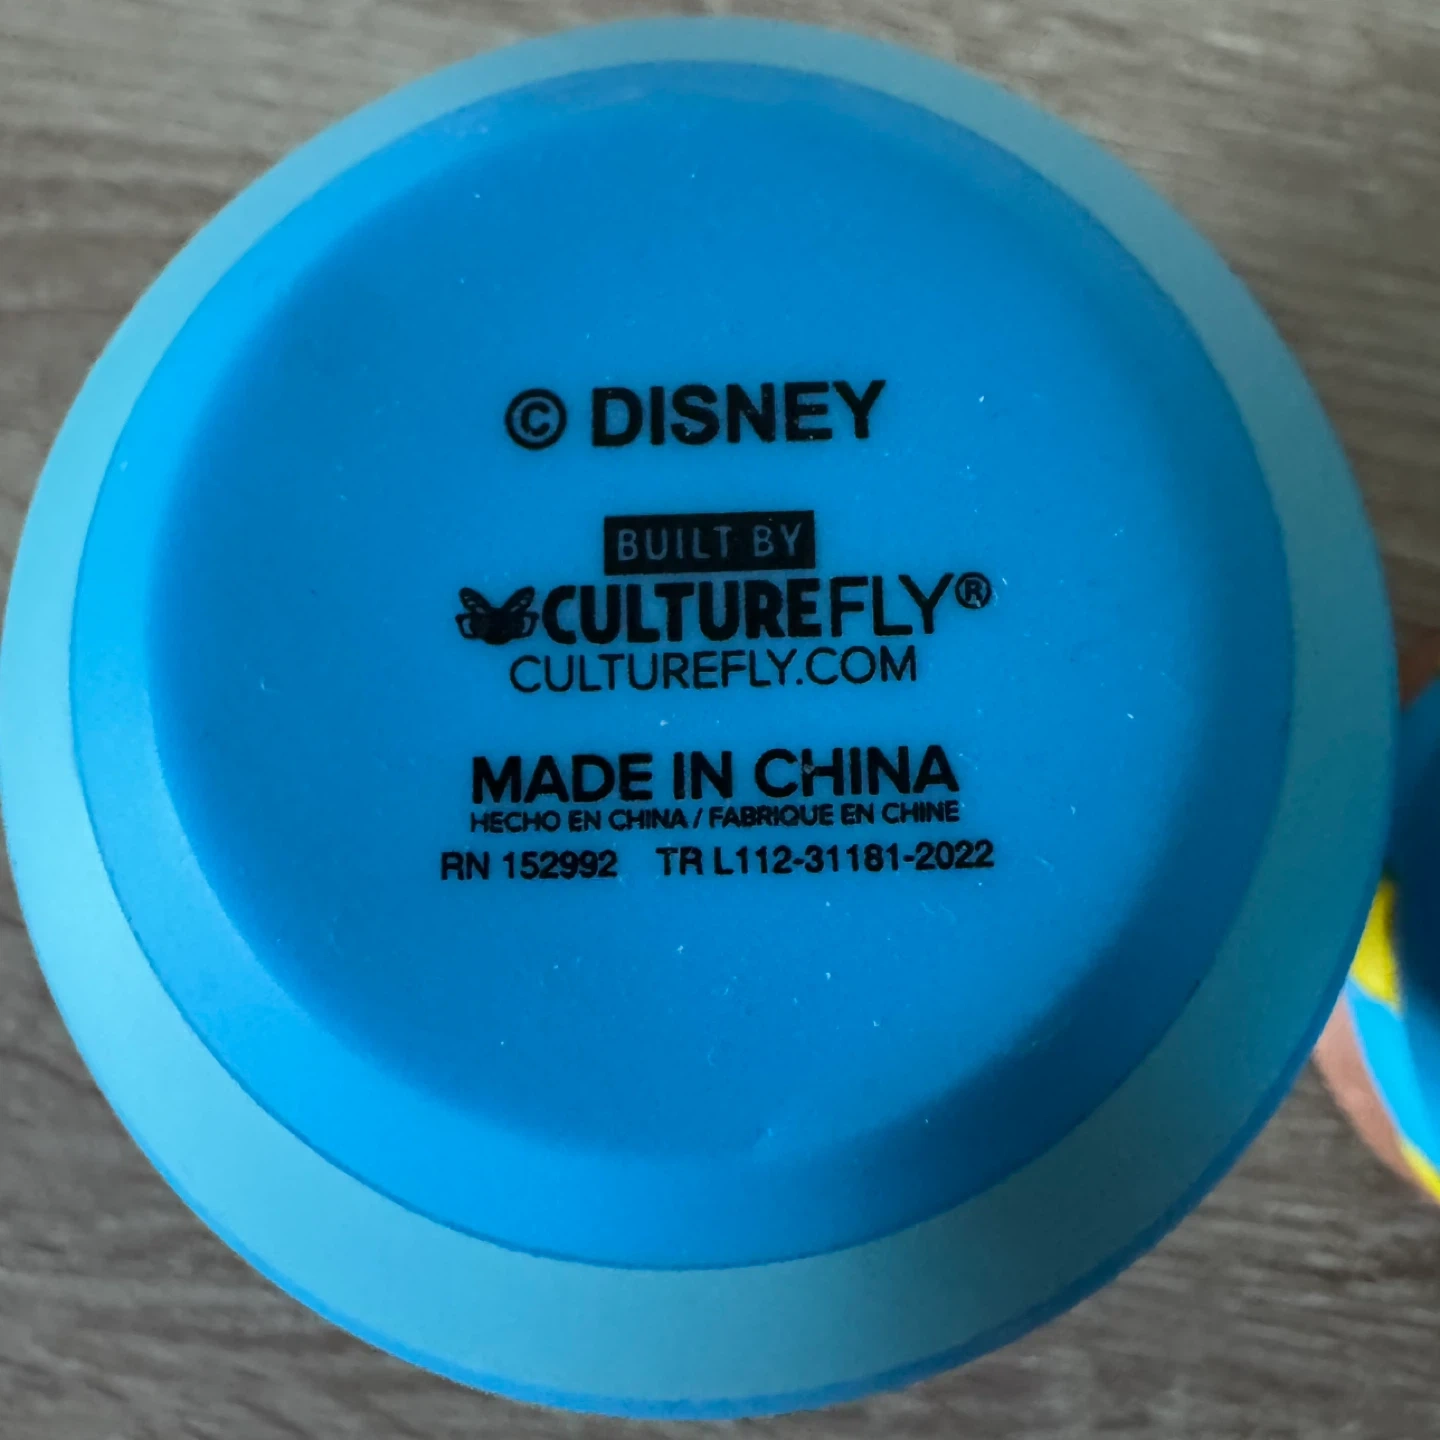 © DISNEY
BUILT BY
CULTUREFLY®
CULTUREFLY.COM
MADE IN CHINA
HECHO EN CHINA / FABRIQUE EN CHINE
RN 152992 TR L112-31181-2022